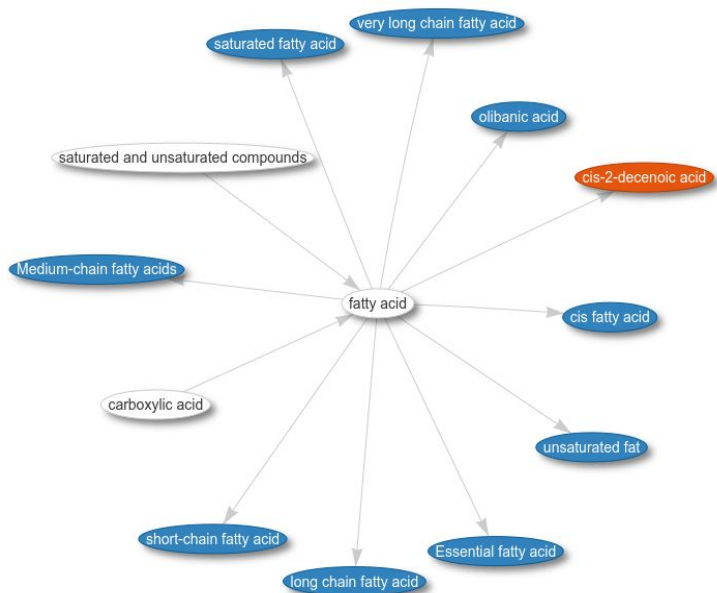 very long chain fatty acid
saturated fatty acid
olibanic acid
saturated and unsaturated compounds
cis-2-decenoic acid
Medium-chain fatty acids
fatty acid
cis fatty acid
carboxylic acid
unsaturated fat
short-chain fatty acid
Essential fatty acid
long chain fatty acid